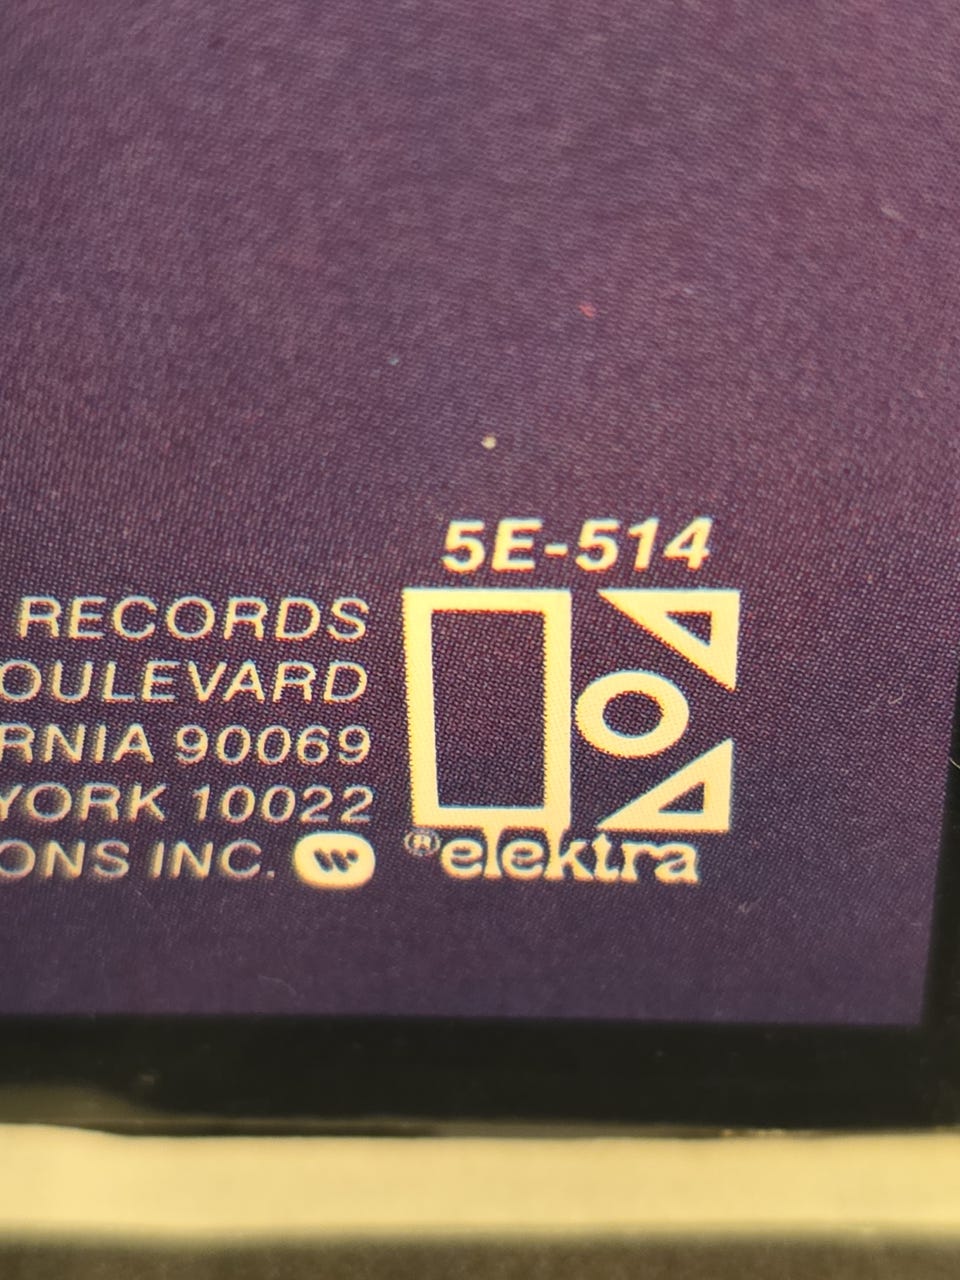 5E-514
RECORDS
OULEVARD
RNIA 90069
YORK 10022
ONS INC. W
® elektra